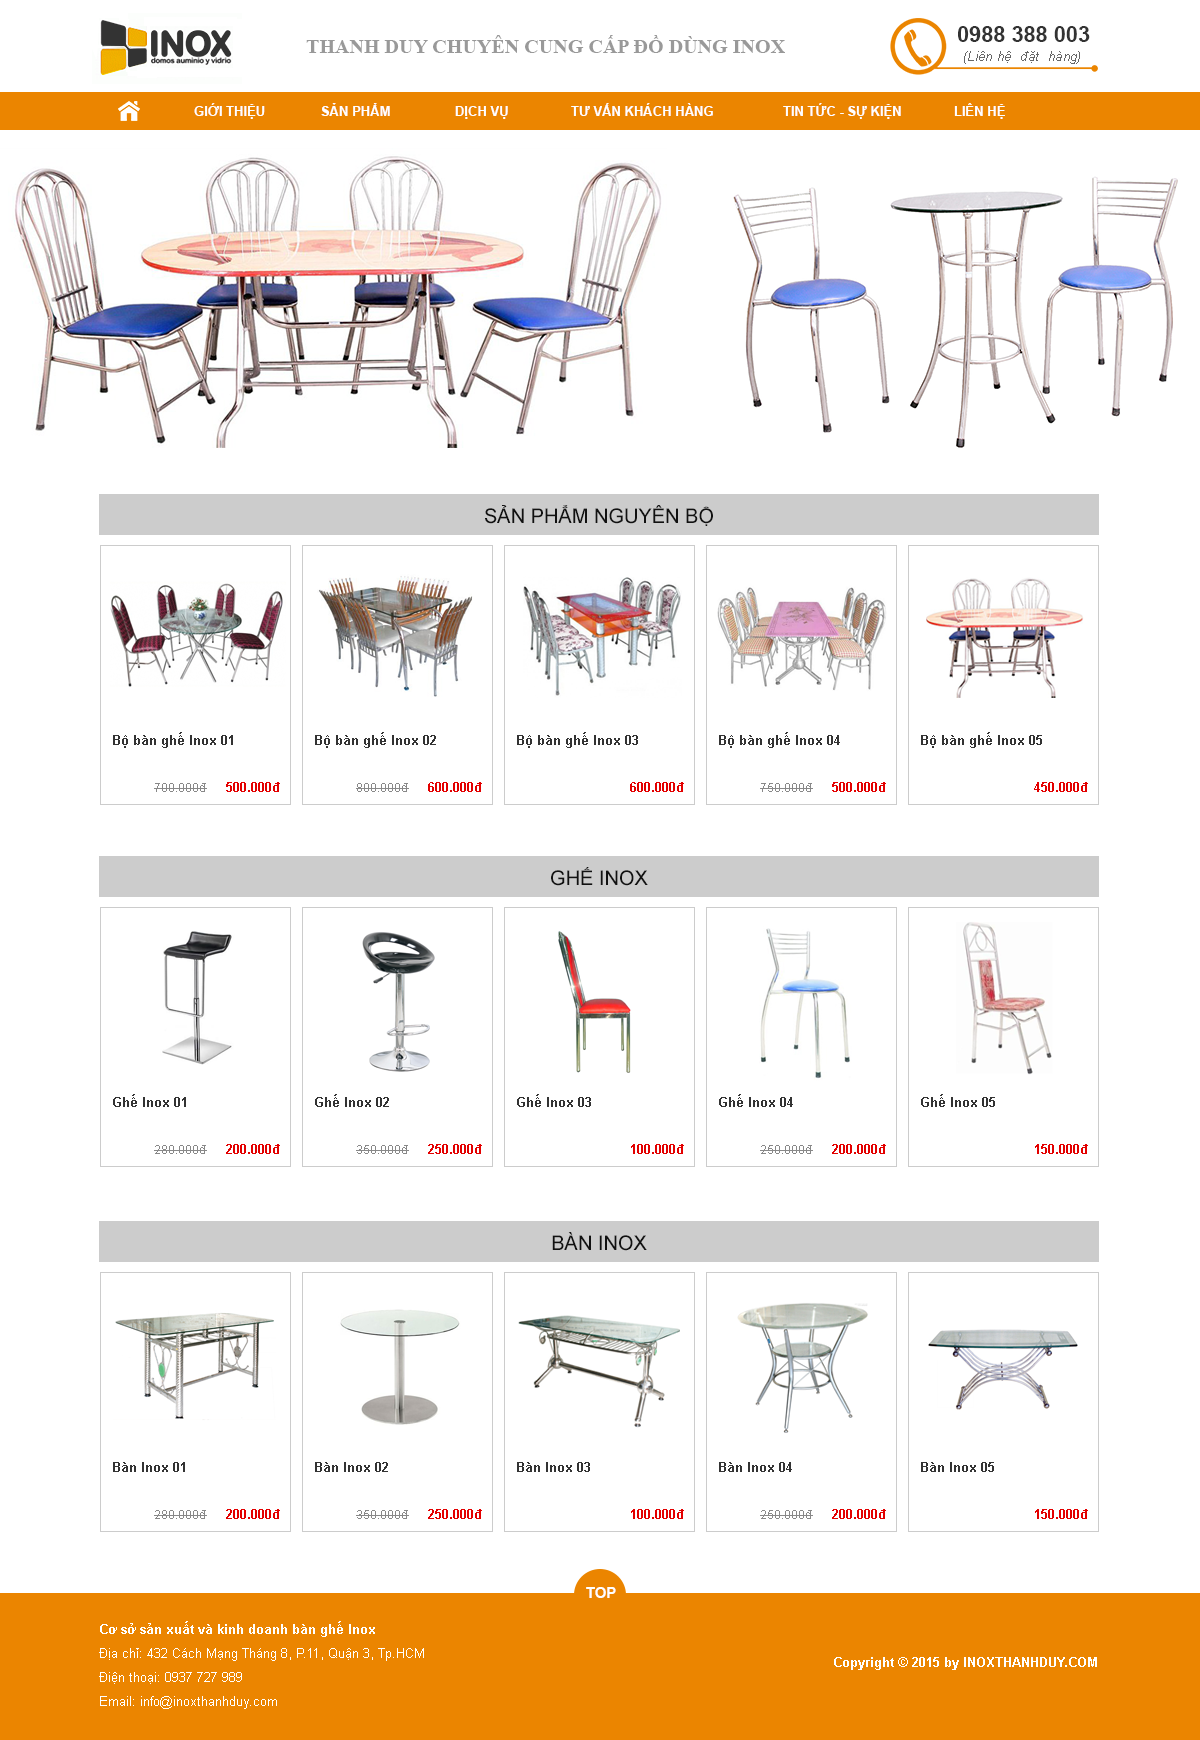 INOX
domos auminio y vidrio
THANH DUY CHUYÊN CUNG CẤP ĐỒ DÙNG INOX
0988 388 003
(Liên hệ đặt hàng)
GIỚI THIỆU SẢN PHẨM DỊCH VỤ TƯ VẤN KHÁCH HÀNG TIN TỨC - SỰ KIỆN LIÊN HỆ
SẢN PHẨM NGUYÊN BỘ
Bộ bàn ghế Inox 01 Bộ bàn ghế Inox 02 Bộ bàn ghế Inox 03 Bộ bàn ghế Inox 04 Bộ bàn ghế Inox 05
700.000đ 500.000đ 800.000đ 600.000đ 600.000đ 750.000đ 500.000đ 450.000đ
GHẾ INOX
Ghế Inox 01 Ghế Inox 02 Ghế Inox 03 Ghế Inox 04 Ghế Inox 05
280.000đ 200.000đ 350.000đ 250.000đ 100.000đ 250.000đ 200.000đ 150.000đ
BÀN INOX
Bàn Inox 01 Bàn Inox 02 Bàn Inox 03 Bàn Inox 04 Bàn Inox 05
280.000đ 200.000đ 350.000đ 250.000đ 100.000đ 250.000đ 200.000đ 150.000đ
TOP
Cơ sở sản xuất và kinh doanh bàn ghế Inox
Địa chỉ: 432 Cách Mạng Tháng 8, P.11, Quận 3, Tp.HCM
Điện thoại: 0937 727 989
Email: info@inoxthanhduy.com
Copyright © 2015 by INOXTHANHDUY.COM